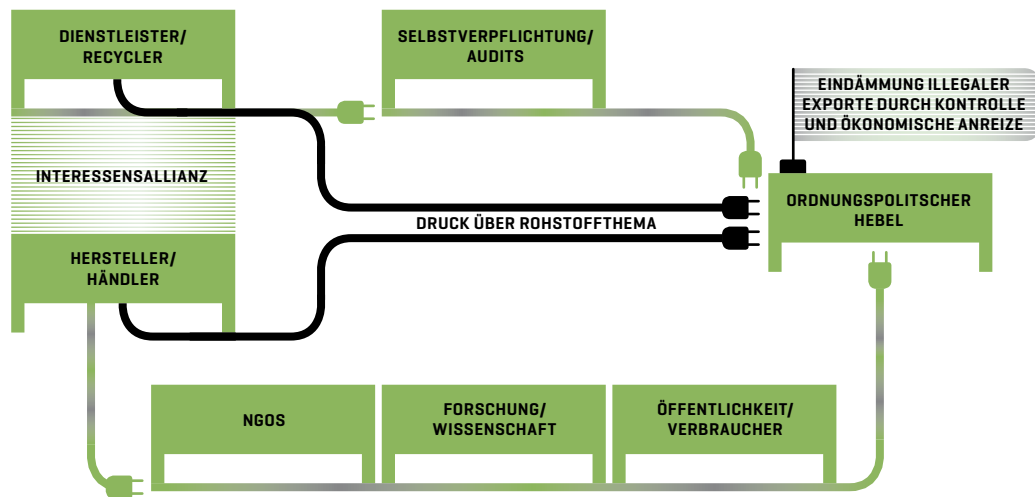 DIENSTLEISTER/
RECYCLER
SELBSTVERPFLICHTUNG/
AUDITS
EINDÄMMUNG ILLEGALER
EXPORTE DURCH KONTROLLE
UND ÖKONOMISCHE ANREIZE
INTERESSENSALLIANZ
ORDNUNGSPOLITSCHER
HEBEL
DRUCK ÜBER ROHSTOFFTHEMA
HERSTELLER/
HÄNDLER
NGOS
FORSCHUNG/
WISSENSCHAFT
ÖFFENTLICHKEIT/
VERBRAUCHER